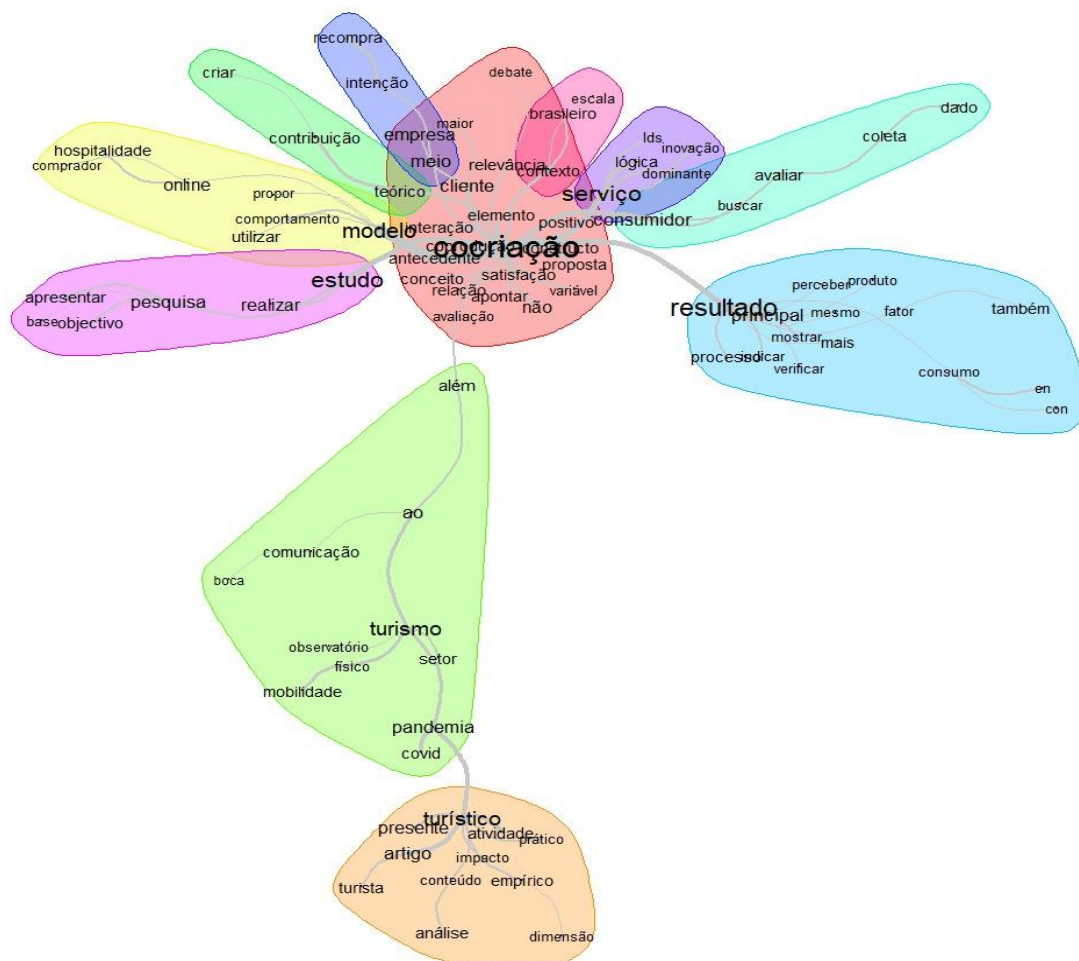 recompra
criar
debate
intenção
escala
brasileiro
dado
maior
coleta
contribuição
empresa
lds
inovação
hospitalidade
comprador
meio
relevância
lógica
contexto
dominante
avaliar
online
teórico
cliente
serviço
propor
buscar
comportamento
elemento
positivo
consumidor
utilizar
modelo
interação
cocriação
antecedente
proposta
estudo
conceito
satisfação
relação
apontar
variável
não
avaliação
apresentar
pesquisa
realizar
base
objectivo
perceber
produto
resultado
principal
mesmo
fator
também
mostrar
mais
processo
indicar
verificar
consumo
en
con
além
ao
comunicação
boca
turismo
observatório
setor
físico
mobilidade
pandemia
covid
turístico
presente
atividade
prático
artigo
impacto
turista
conteúdo
empírico
análise
dimensão